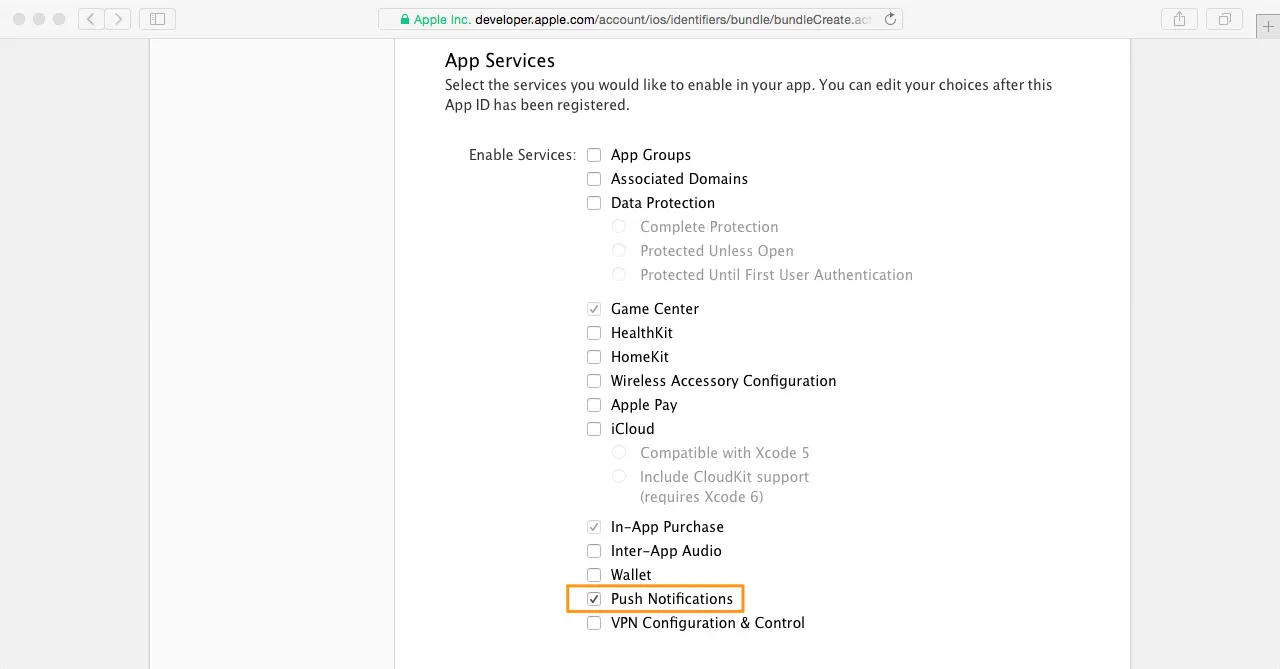 Apple Inc. developer.apple.com/account/ios/identifiers/bundle/bundleCreate.ac
App Services
Select the services you would like to enable in your app. You can edit your choices after this
App ID has been registered.
Enable Services: App Groups
Associated Domains
Data Protection
Complete Protection
Protected Unless Open
Protected Until First User Authentication
Game Center
HealthKit
HomeKit
Wireless Accessory Configuration
Apple Pay
iCloud
Compatible with Xcode 5
Include CloudKit support
(requires Xcode 6)
In-App Purchase
Inter-App Audio
Wallet
Push Notifications
VPN Configuration & Control